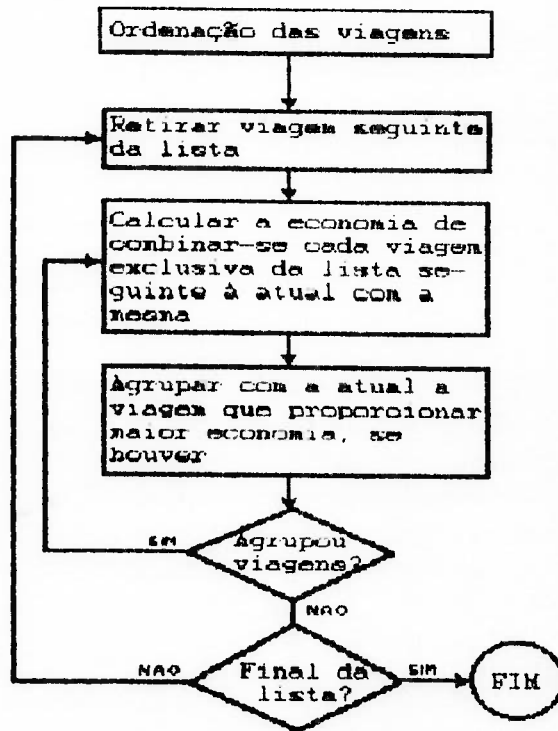 Ordenação das viagens
Retirar viagem seguinte
da lista
Calcular a economia de
combinar-se cada viagem
exclusiva da lista se-
guinte à atual com a
mesma
Agrupar com a atual a
viagem que proporcionar
maior economia, se
houver
Agrupou
viagens?
SIM
NAO
Final da
lista?
NAO
SIM
FIM